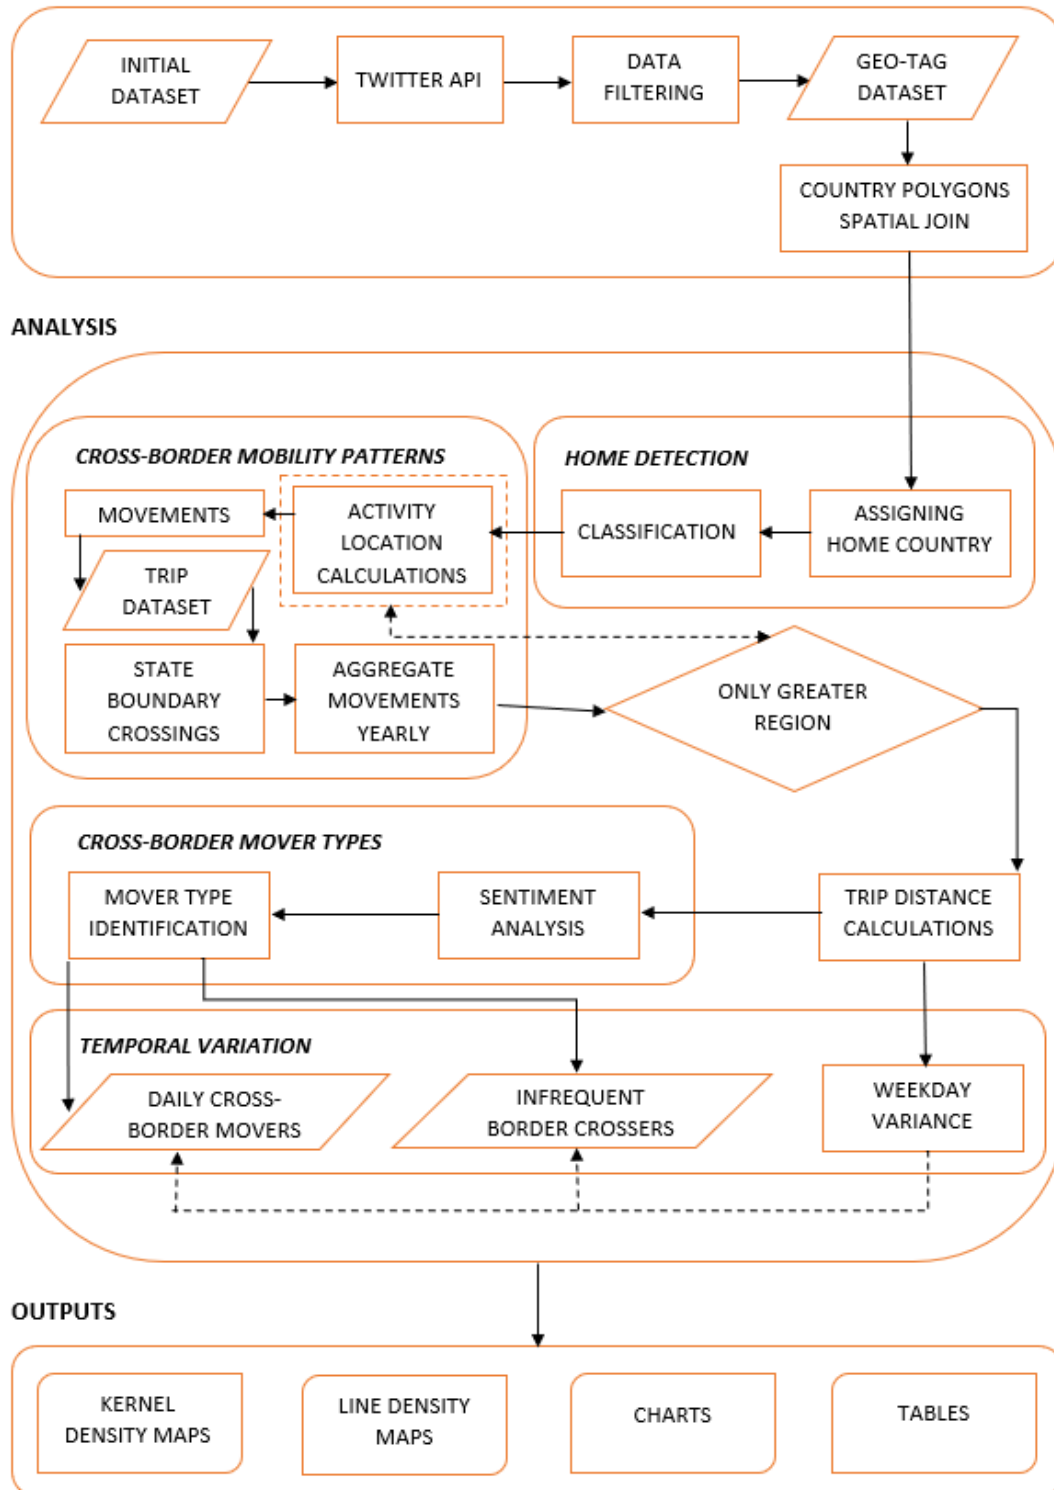 INITIAL
DATASET
TWITTER API
DATA
FILTERING
GEO-TAG
DATASET
COUNTRY POLYGONS
SPATIAL JOIN
ANALYSIS
CROSS-BORDER MOBILITY PATTERNS
HOME DETECTION
MOVEMENTS
ACTIVITY
LOCATION
CALCULATIONS
CLASSIFICATION
ASSIGNING
HOME COUNTRY
TRIP
DATASET
STATE
BOUNDARY
CROSSINGS
AGGREGATE
MOVEMENTS
YEARLY
ONLY GREATER
REGION
CROSS-BORDER MOVER TYPES
MOVER TYPE
IDENTIFICATION
SENTIMENT
ANALYSIS
TRIP DISTANCE
CALCULATIONS
TEMPORAL VARIATION
DAILY CROSS-
BORDER MOVERS
INFREQUENT
BORDER CROSSERS
WEEKDAY
VARIANCE
OUTPUTS
KERNEL
DENSITY MAPS
LINE DENSITY
MAPS
CHARTS
TABLES